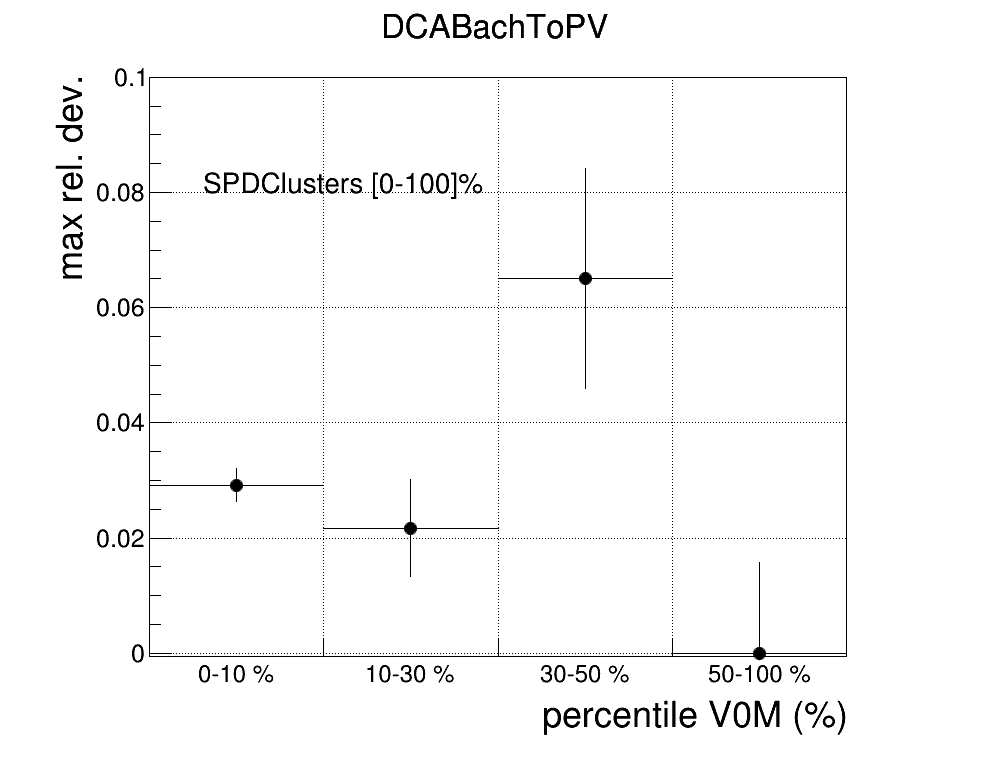 DCABachToPV
max rel. dev.
0.1
0.08
0.06
0.04
0.02
0
SPDClusters [0-100]%
0-10 %
10-30 %
30-50 %
50-100 %
percentile V0M (%)